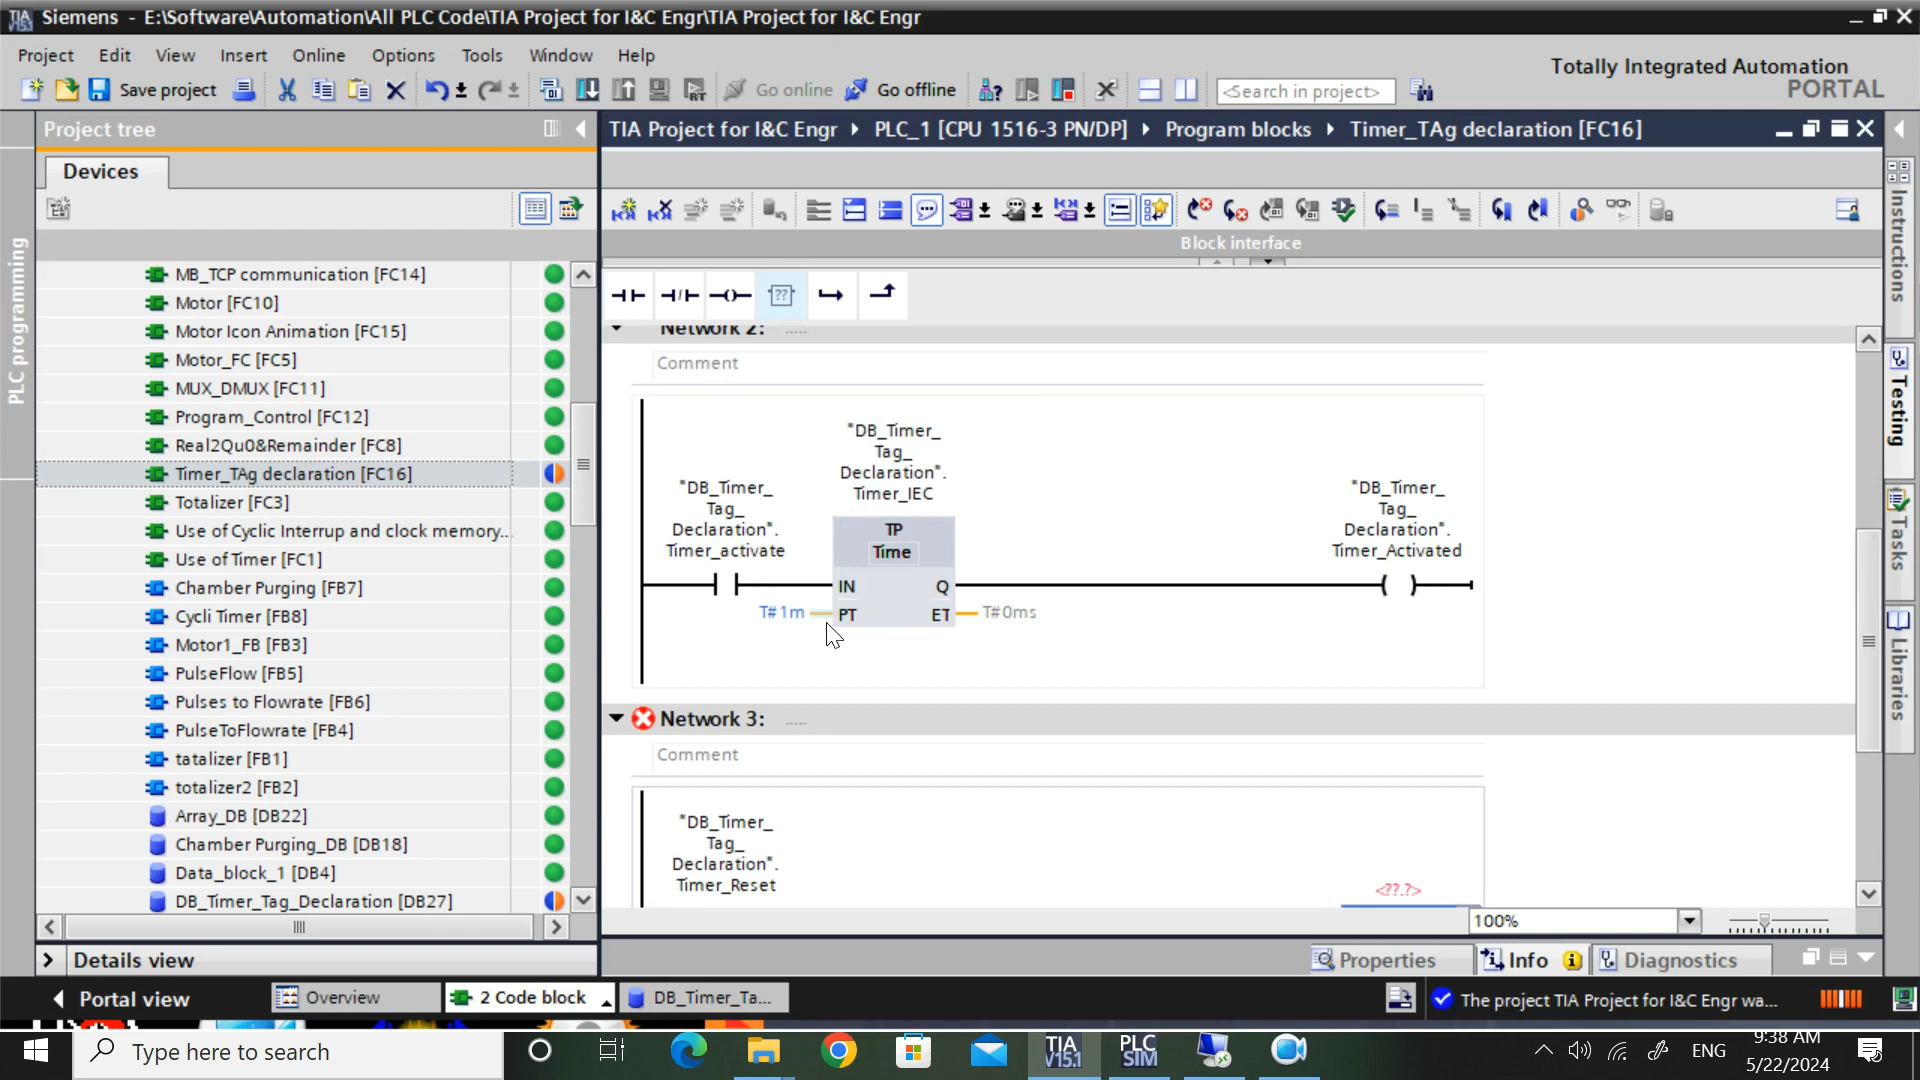 TIA
V15.1
Siemens - E:\Software\Automation\All PLC Code\TIA Project for I&C Engr\TIA Project for I&C Engr
Project Edit View Insert Online Options Tools Window Help
Totally Integrated Automation
PORTAL
Save project
RT
Go online
Go offline
<Search in project>
Project tree
TIA Project for I&C Engr PLC_1 [CPU 1516-3 PN/DP] Program blocks Timer_TAg declaration [FC16]
Devices
Block interface
PLC programming
MB_TCP communication [FC14]
Motor [FC10]
Motor Icon Animation [FC15]
Motor_FC [FC5]
MUX_DMUX [FC11]
Program_Control [FC12]
Real2Qu0&Remainder [FC8]
Timer_TAg declaration [FC16]
Totalizer [FC3]
Use of Cyclic Interrup and clock memory...
Use of Timer [FC1]
Chamber Purging [FB7]
Cycli Timer [FB8]
Motor1_FB [FB3]
PulseFlow [FB5]
Pulses to Flowrate [FB6]
PulseToFlowrate [FB4]
tatalizer [FB1]
totalizer2 [FB2]
Array_DB [DB22]
Chamber Purging_DB [DB18]
Data_block_1 [DB4]
DB_Timer_Tag_Declaration [DB27]
??
Network 2: .....
Comment
"DB_Timer_
Tag_
Declaration".
Timer_IEC
"DB_Timer_
Tag_
Declaration".
Timer_activate
"DB_Timer_
Tag_
Declaration".
Timer_Activated
TP
Time
IN Q
T#1m PT ET T#0ms
Network 3: .....
Comment
"DB_Timer_
Tag_
Declaration".
Timer_Reset
<??.?>
100%
Instructions
Testing
Tasks
Libraries
Details view
Properties Info Diagnostics
Portal view Overview 2 Code block DB_Timer_Ta...
The project TIA Project for I&C Engr wa...
Type here to search
TIA
V15.1
PLC
SIM
ENG
9:38 AM
5/22/2024